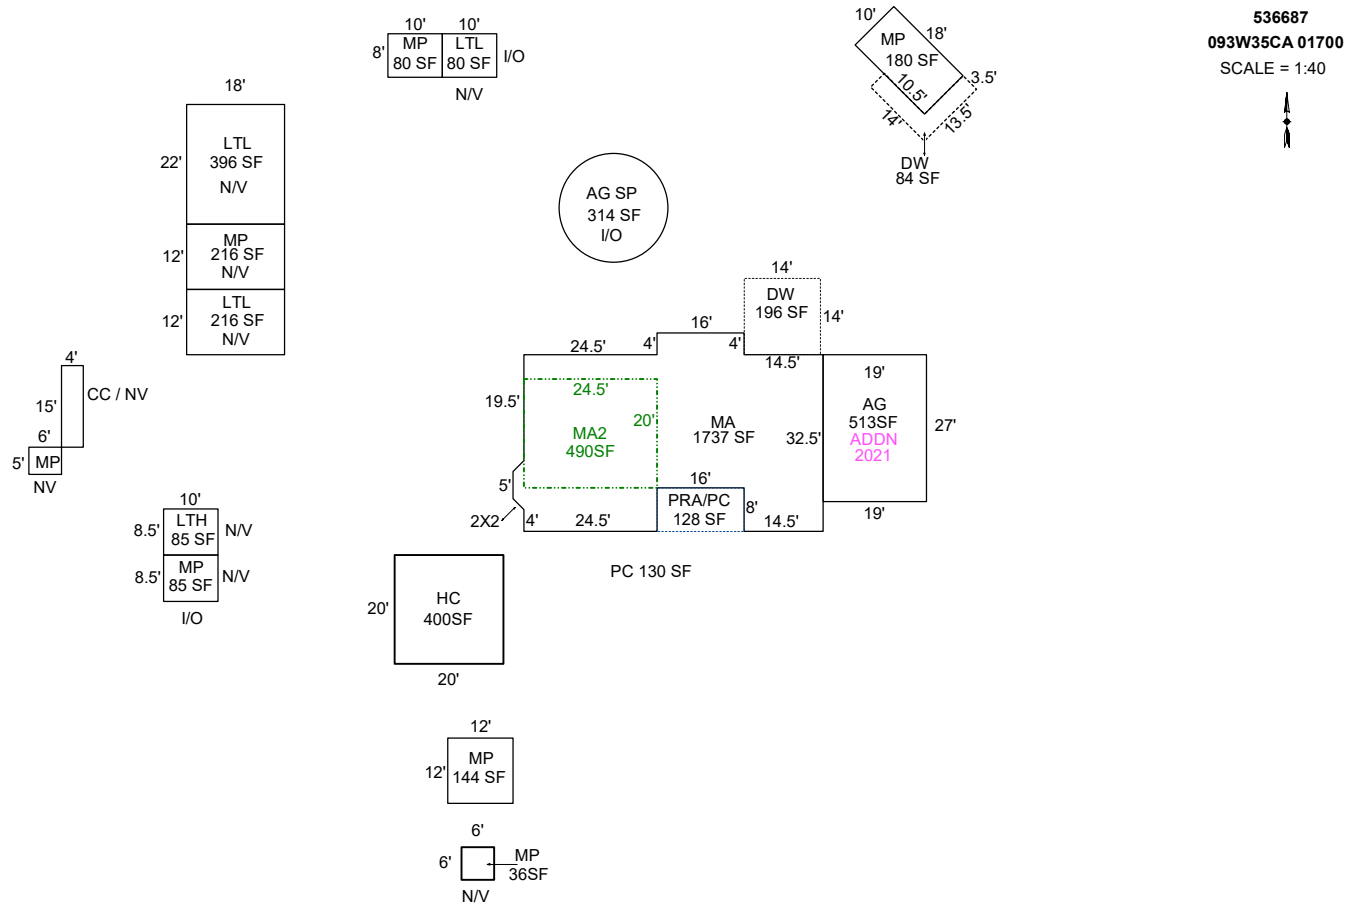 536687
093W35CA 01700
SCALE = 1:40
10'
10'
8'
MP
80 SF
LTL
80 SF
I/O
N/V
10'
18'
MP
180 SF
10.5'
3.5'
14'
13.5'
DW
84 SF
18'
22'
LTL
396 SF
N/V
12'
MP
216 SF
N/V
12'
LTL
216 SF
N/V
AG SP
314 SF
I/O
14'
DW
196 SF
14'
16'
4'
4'
24.5'
14.5'
19.5'
24.5'
20'
MA2
490SF
MA
1737 SF
32.5'
19'
AG
513SF
ADDN
2021
27'
19'
16'
PRA/PC
128 SF
8'
5'
2X2
4'
24.5'
14.5'
PC 130 SF
4'
15'
CC / NV
6'
5'
MP
NV
10'
8.5'
LTH
85 SF
N/V
8.5'
MP
85 SF
N/V
I/O
20'
HC
400SF
20'
12'
12'
MP
144 SF
6'
6'
MP
36SF
N/V